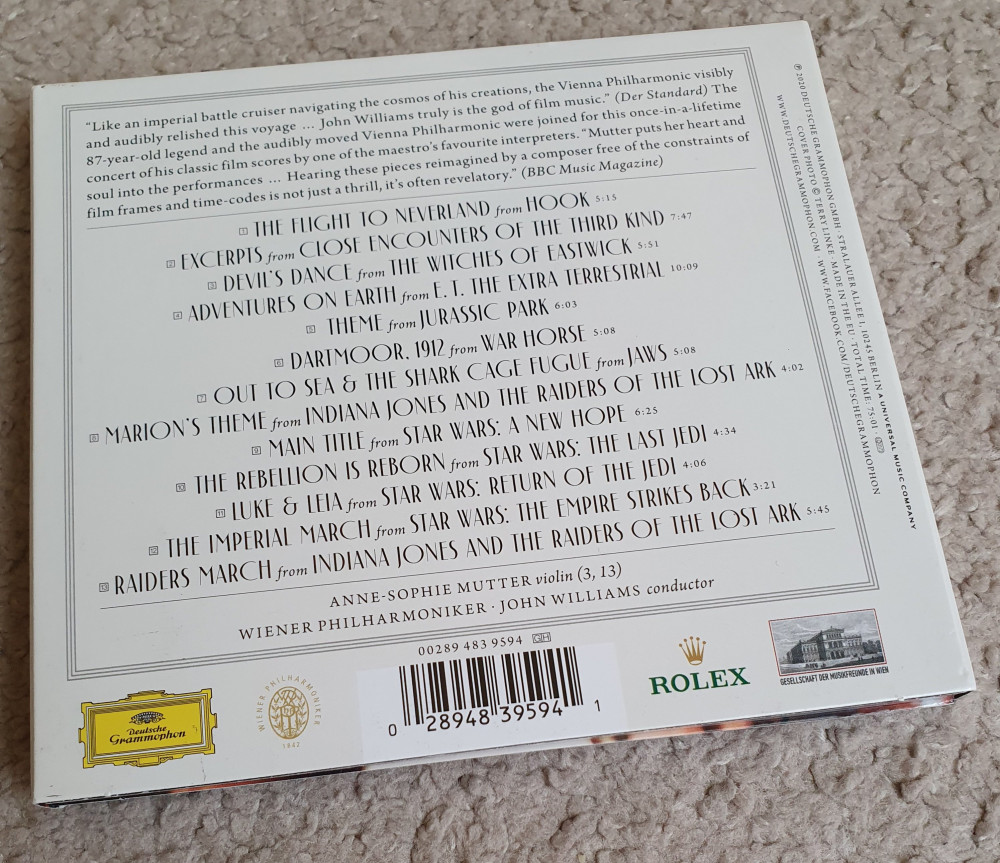 “Like an imperial battle cruiser navigating the cosmos of his creations, the Vienna Philharmonic visibly
and audibly relished this voyage … John Williams truly is the god of film music.” (Der Standard) The
87-year-old legend and the audibly moved Vienna Philharmonic were joined for this once-in-a-lifetime
concert of his classic film scores by one of the maestro’s favourite interpreters. “Mutter puts her heart and
soul into the performances … Hearing these pieces reimagined by a composer free of the constraints of
film frames and time-codes is not just a thrill, it’s often revelatory.” (BBC Music Magazine)
1 THE FLIGHT TO NEVERLAND from HOOK 5:15
2 EXCERPTS from CLOSE ENCOUNTERS OF THE THIRD KIND 7:47
3 DEVIL’S DANCE from THE WITCHES OF EASTWICK 5:51
4 ADVENTURES ON EARTH from E. T. THE EXTRA TERRESTRIAL 10:09
5 THEME from JURASSIC PARK 6:03
6 DARTMOOR, 1912 from WAR HORSE 5:08
7 OUT TO SEA & THE SHARK CAGE FUGUE from JAWS 5:08
8 MARION’S THEME from INDIANA JONES AND THE RAIDERS OF THE LOST ARK 4:02
9 MAIN TITLE from STAR WARS: A NEW HOPE 6:25
10 THE REBELLION IS REBORN from STAR WARS: THE LAST JEDI 4:34
11 LUKE & LEIA from STAR WARS: RETURN OF THE JEDI 4:06
12 THE IMPERIAL MARCH from STAR WARS: THE EMPIRE STRIKES BACK 3:21
13 RAIDERS MARCH from INDIANA JONES AND THE RAIDERS OF THE LOST ARK 5:45
ANNE-SOPHIE MUTTER violin (3, 13)
WIENER PHILHARMONIKER · JOHN WILLIAMS conductor
00289 483 9594 GH
0 28948 39594 1
Deutsche
Grammophon
WIENER PHILHARMONIKER
1842
ROLEX
GESELLSCHAFT DER MUSIKFREUNDE IN WIEN
℗ 2020 DEUTSCHE GRAMMOPHON GMBH · STRALAUER ALLEE 1, 10245 BERLIN A UNIVERSAL MUSIC COMPANY
COVER PHOTO © TERRY LINKE · MADE IN THE EU · TOTAL TIME: 75:01 ·
WWW.DEUTSCHEGRAMMOPHON.COM · WWW.FACEBOOK.COM/DEUTSCHEGRAMMOPHON